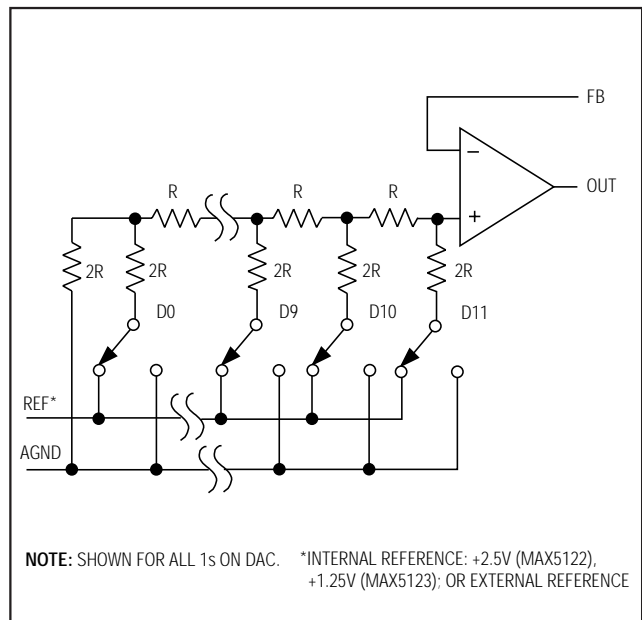 FB
OUT
−
+
R
R
R
2R
2R
2R
2R
2R
D0
D9
D10
D11
REF*
AGND
NOTE: SHOWN FOR ALL 1s ON DAC.
*INTERNAL REFERENCE: +2.5V (MAX5122),
+1.25V (MAX5123); OR EXTERNAL REFERENCE